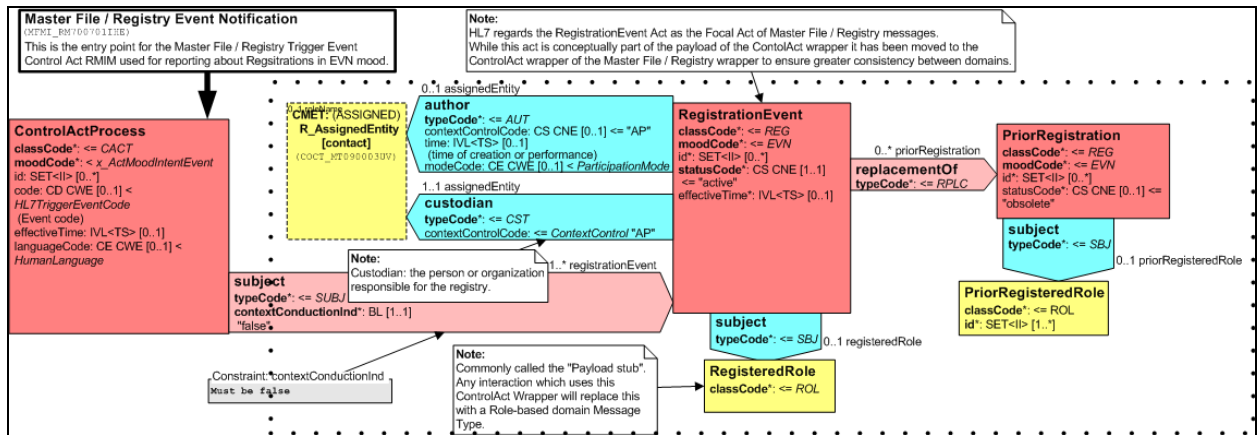 Master File / Registry Event Notification
(MFMI_RM700701IHE)
This is the entry point for the Master File / Registry Trigger Event
Control Act RMIM used for reporting about Regsitrations in EVN mood.
Note:
HL7 regards the RegistrationEvent Act as the Focal Act of Master File / Registry messages.
While this act is conceptually part of the payload of the ContolAct wrapper it has been moved to the
ControlAct wrapper of the Master File / Registry wrapper to ensure greater consistency between domains.
ControlActProcess
classCode*: <= CACT
moodCode* < x_ActMoodIntentEvent
id: SET<II> [0..*]
code: CD CWE [0..1] <
HL7TriggerEventCode
(Event code)
effectiveTime: IVL<TS> [0..1]
languageCode: CE CWE [0..1] <
HumanLanguage
CMET: (ASSIGNED)
R_AssignedEntity
[contact]
(COCT_MT090003UV)
0..1 assignedEntity
author
typeCode*: <= AUT
contextControlCode: CS CNE [0..1] <= "AP"
time: IVL<TS> [0..1]
(time of creation or performance)
modeCode: CE CWE [0..1] < ParticipationMode
1..1 assignedEntity
custodian
typeCode*: <= CST
contextControlCode: <= ContextControl "AP"
Note:
Custodian: the person or organization
responsible for the registry.
1..* registrationEvent
subject
typeCode*: <= SUBJ
contextConductionInd*: BL [1..1]
"false"
Constraint: contextConductionInd
Must be false
RegistrationEvent
classCode*: <= REG
moodCode*: <= EVN
id*: SET<II> [0..*]
statusCode*: CS CNE [1..1]
<= "active"
effectiveTime*: IVL<TS> [0..1]
0..* priorRegistration
replacementOf
typeCode*: <= RPLC
PriorRegistration
classCode*: <= REG
moodCode*: <= EVN
id*: SET<II> [0..*]
statusCode*: CS CNE [0..1] <=
"obsolete"
subject
typeCode*: <= SBJ
0..1 priorRegisteredRole
PriorRegisteredRole
classCode*: <= ROL
id*: SET<II> [1..*]
subject
typeCode*: <= SBJ
0..1 registeredRole
Note:
Commonly called the "Payload stub".
Any interaction which uses this
ControlAct Wrapper will replace this
with a Role-based domain Message
Type.
RegisteredRole
classCode*: <= ROL